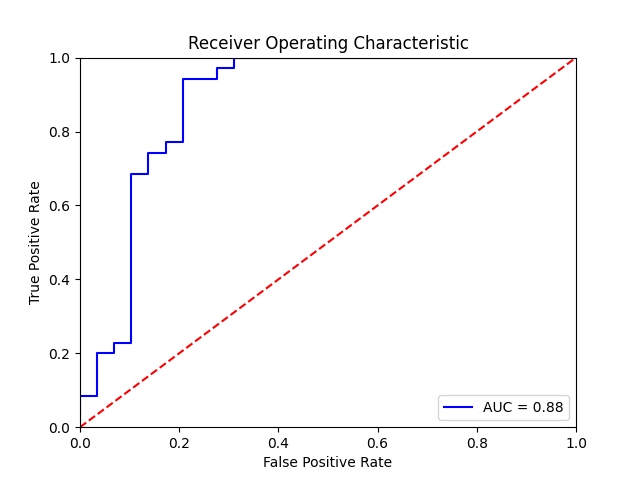 Receiver Operating Characteristic
True Positive Rate
1.0
0.8
0.6
0.4
0.2
0.0
AUC = 0.88
0.0 0.2 0.4 0.6 0.8 1.0
False Positive Rate